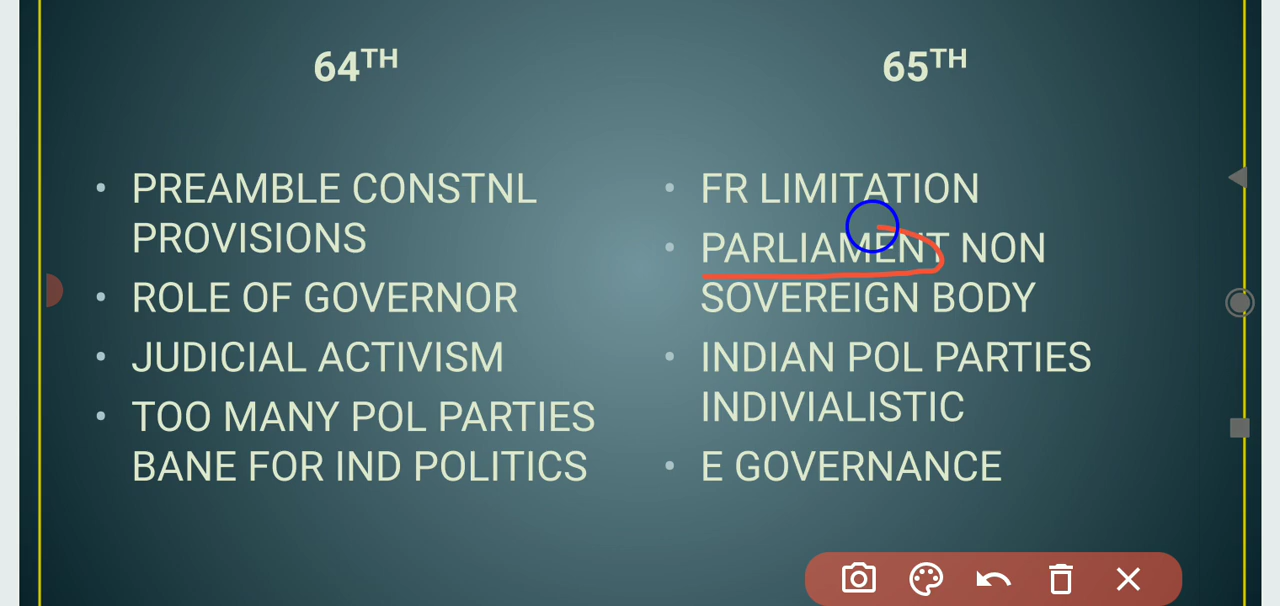 64TH
PREAMBLE CONSTNL
PROVISIONS
ROLE OF GOVERNOR
JUDICIAL ACTIVISM
TOO MANY POL PARTIES
BANE FOR IND POLITICS
65TH
FR LIMITATION
PARLIAMENT NON
SOVEREIGN BODY
INDIAN POL PARTIES
INDIVIALISTIC
E GOVERNANCE